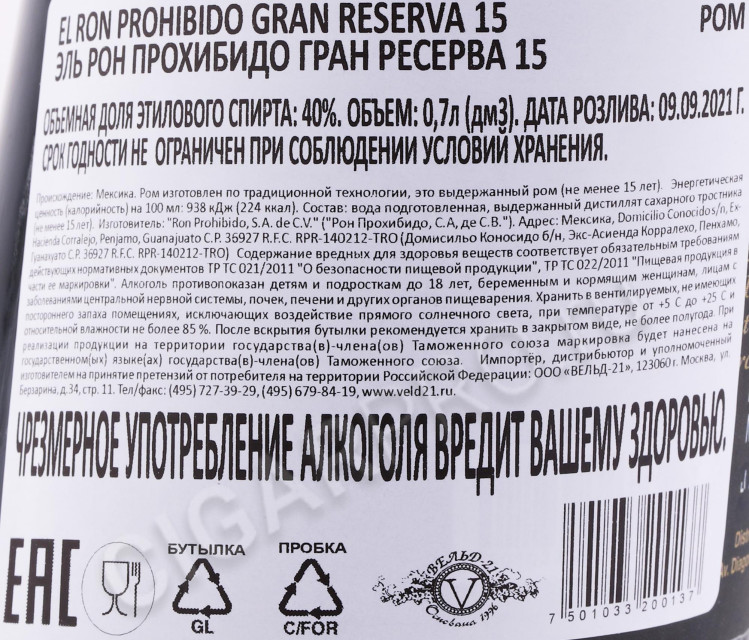 EL RON PROHIBIDO GRAN RESERVA 15 РОМ
ЭЛЬ РОН ПРОХИБИДО ГРАН РЕСЕРВА 15
ОБЪЕМНАЯ ДОЛЯ ЭТИЛОВОГО СПИРТА: 40%. ОБЪЕМ: 0,7л (дм3). ДАТА РОЗЛИВА: 09.09.2021 Г.
СРОК ГОДНОСТИ НЕ ОГРАНИЧЕН ПРИ СОБЛЮДЕНИИ УСЛОВИЙ ХРАНЕНИЯ.
Происхождение: Мексика. Ром изготовлен по традиционной технологии, это выдержанный ром (не менее 15 лет). Энергетическая
ценность (калорийность) на 100 мл: 938 кДж (224 ккал). Состав: вода подготовленная, выдержанный дистиллят сахарного тростника
(не менее 15 лет). Изготовитель: "Ron Prohibido, S.A. de C.V." ("Рон Прохибидо, С.А, де С.В."). Адрес: Мексика, Domicilio Conocido s/n, Ex-
Hacienda Corralejo, Penjamo, Guanajuato C.P. 36927 R.F.C. RPR-140212-TRO (Домисильо Коносидо б/н, Экс-Асиенда Корралехо, Пенхамо,
Гуанахуато С.Р. 36927 R.F.C. RPR-140212-TRO) Содержание вредных для здоровья веществ соответствует обязательным требованиям
действующих нормативных документов ТР ТС 021/2011 "О безопасности пищевой продукции", ТР ТС 022/2011 "Пищевая продукция в
части ее маркировки". Алкоголь противопоказан детям и подросткам до 18 лет, беременным и кормящим женщинам, лицам с
заболеваниями центральной нервной системы, почек, печени и других органов пищеварения. Хранить в вентилируемых, не имеющих
постороннего запаха помещениях, исключающих воздействие прямого солнечного света, при температуре от +5 С до +25 С и
относительной влажности не более 85 %. После вскрытия бутылки рекомендуется хранить в закрытом виде, не более полугода. При
реализации продукции на территории государства(в)-члена(ов) Таможенного союза маркировка будет нанесена на
государственном(ых) языке(ах) государства(в)-члена(ов) Таможенного союза. Импортёр, дистрибьютор и уполномоченный
изготовителем на принятие претензий от потребителя на территории Российской Федерации: ООО «ВЕЛЬД-21», 123060 г. Москва, ул.
Берзарина, д.34, стр. 11. Тел/факс: (495) 727-39-29, (495) 679-84-19, www.veld21.ru.
ЧРЕЗМЕРНОЕ УПОТРЕБЛЕНИЕ АЛКОГОЛЯ ВРЕДИТ ВАШЕМУ ЗДОРОВЬЮ.
EAC
БУТЫЛКА
GL
ПРОБКА
C/FOR
ВЕЛЬД-21
V
Основана 1996
7 501033 200137